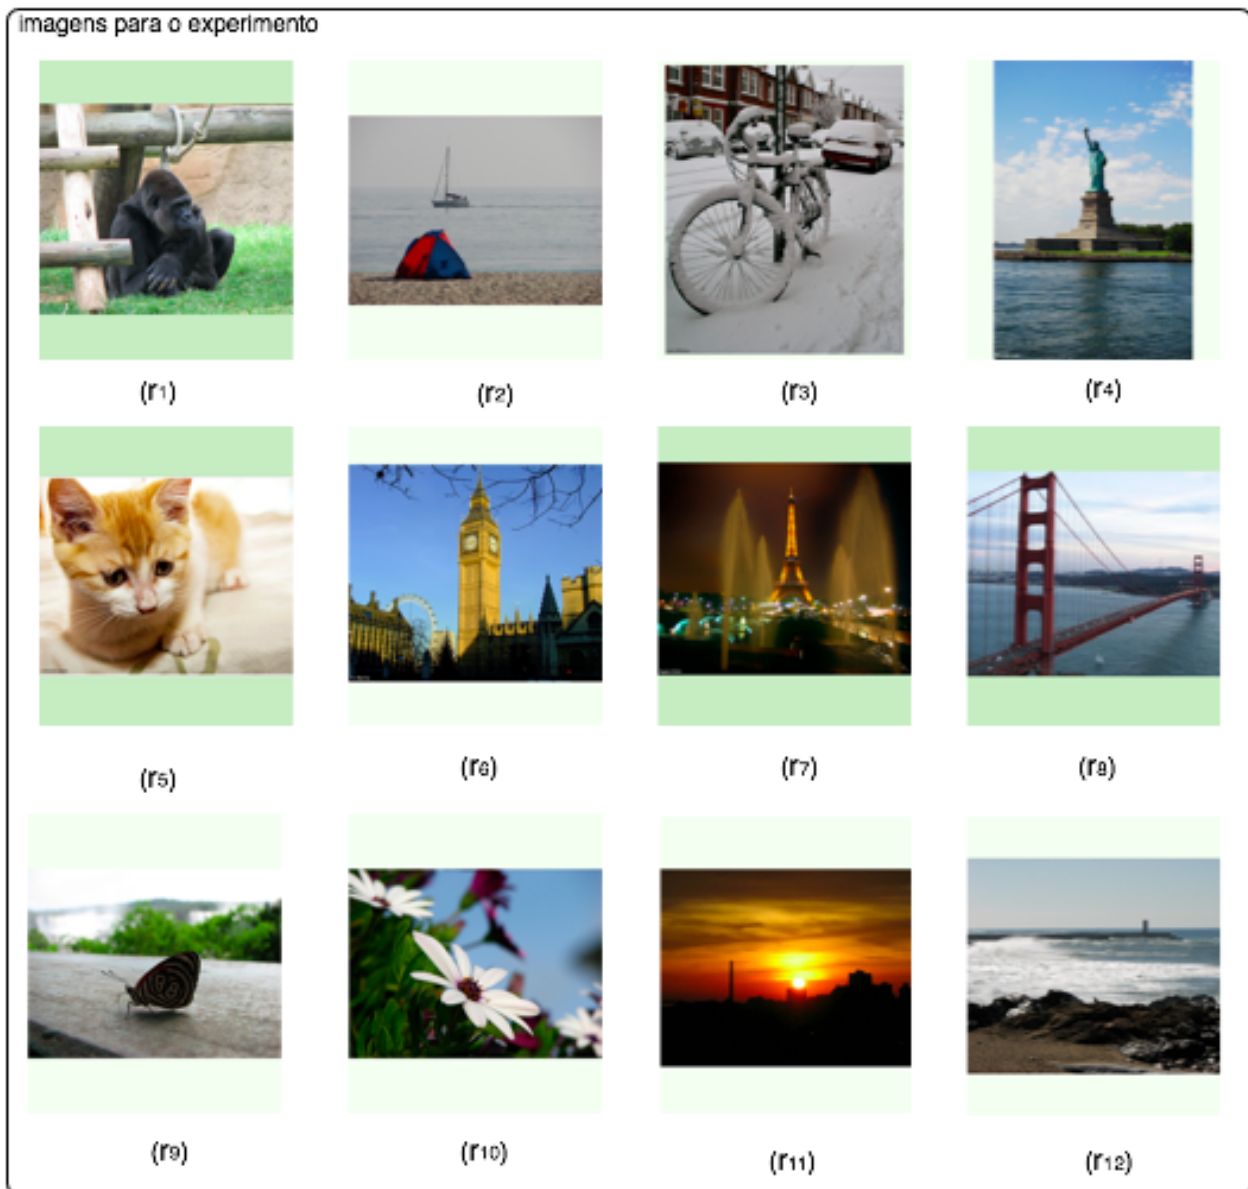 imagens para o experimento
(r1) (r2) (r3) (r4)
(r5) (r6) (r7) (r8)
(r9) (r10) (r11) (r12)